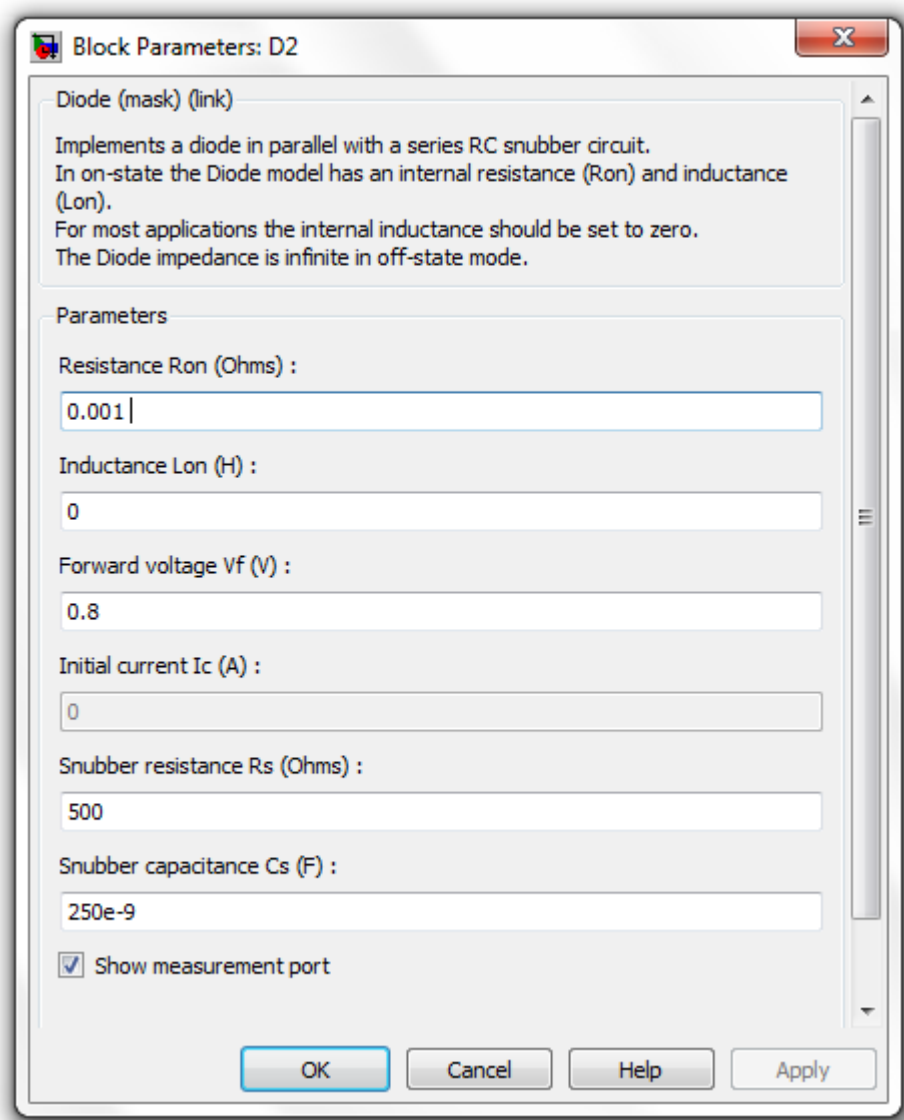 Block Parameters: D2
Diode (mask) (link)
Implements a diode in parallel with a series RC snubber circuit.
In on-state the Diode model has an internal resistance (Ron) and inductance
(Lon).
For most applications the internal inductance should be set to zero.
The Diode impedance is infinite in off-state mode.
Parameters
Resistance Ron (Ohms) :
0.001
Inductance Lon (H) :
0
Forward voltage Vf (V) :
0.8
Initial current Ic (A) :
0
Snubber resistance Rs (Ohms) :
500
Snubber capacitance Cs (F) :
250e-9
Show measurement port
OK Cancel Help Apply